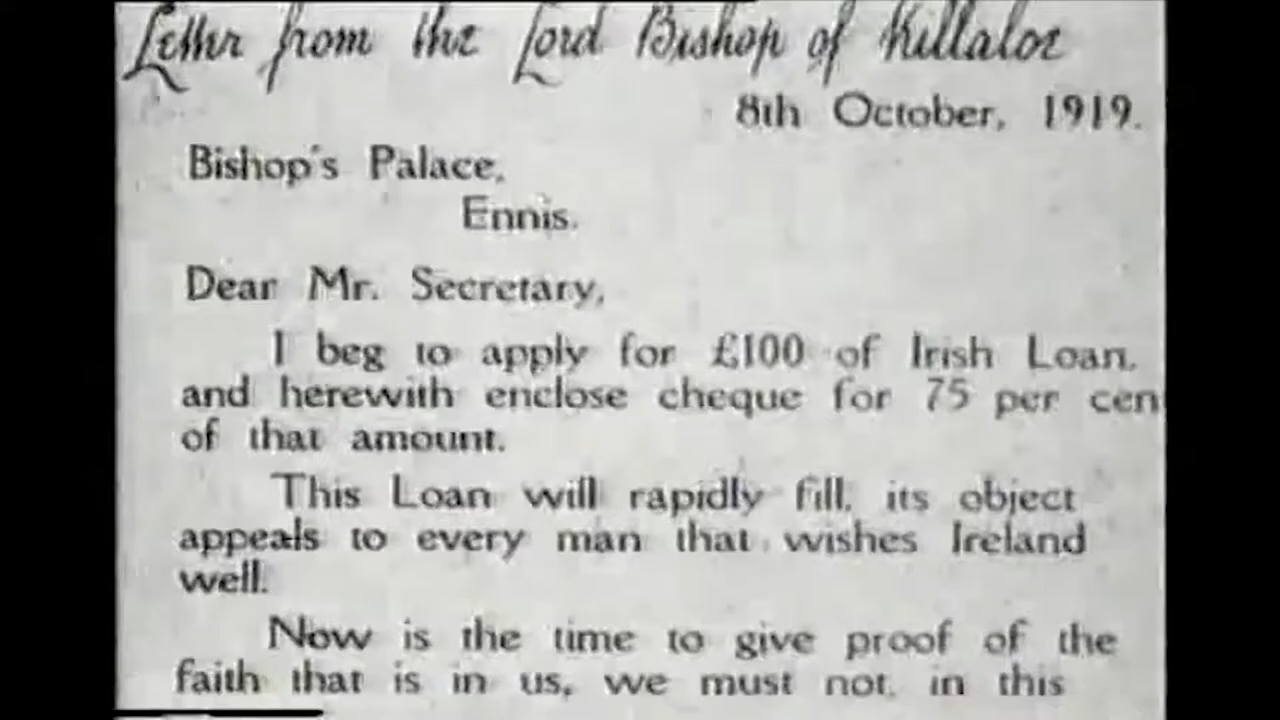 Letter from the Lord Bishop of Killaloe
8th October, 1919.
Bishop's Palace,
Ennis.
Dear Mr. Secretary,
I beg to apply for £100 of Irish Loan,
and herewith enclose cheque for 75 per cen
of that amount.
This Loan will rapidly fill, its object
appeals to every man that wishes Ireland
well.
Now is the time to give proof of the
faith that is in us, we must not, in this